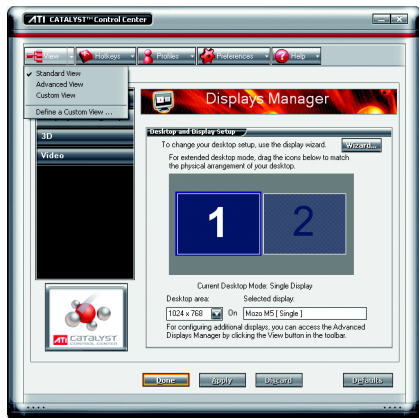 ATI CATALYST™ Control Center
View Hotkeys Profiles Preferences Help
Standard View
Advanced View
Custom View
Define a Custom View ...
Displays Manager
3D
Video
Desktop and Display Setup
To change your desktop setup, use the display wizard.
Wizard...
For extended desktop mode, drag the icons below to match
the physical arrangement of your desktop.
1 2
Current Desktop Mode: Single Display
Desktop area: Selected display:
1024 x 768 On Mozo M5 [ Single ]
For configuring additional displays, you can access the Advanced
Displays Manager by clicking the View button in the toolbar.
ATI CATALYST
CONTROL CENTER
Done Apply Discard Defaults